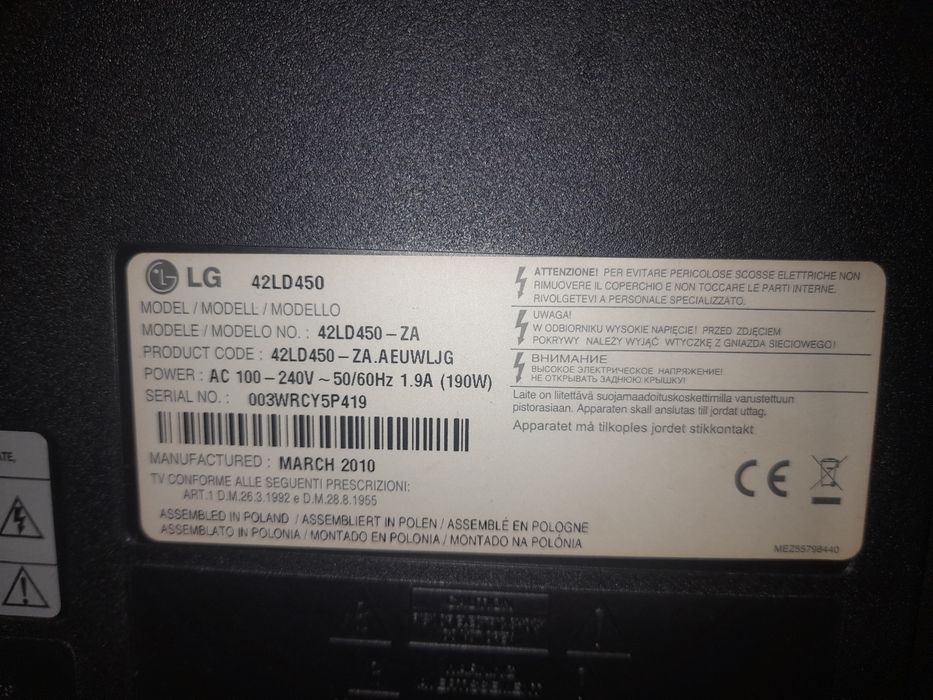 LG 42LD450
MODEL / MODELL / MODELLO
MODELE / MODELO NO. : 42LD450-ZA
PRODUCT CODE : 42LD450-ZA.AEUWLJG
POWER : AC 100-240V ~ 50/60Hz 1.9A (190W)
SERIAL NO. : 003WRCY5P419
MANUFACTURED : MARCH 2010
TV CONFORME ALLE SEGUENTI PRESCRIZIONI:
ART.1 D.M.26.3.1992 e D.M.28.8.1955
ASSEMBLED IN POLAND / ASSEMBLIERT IN POLEN / ASSEMBLÉ EN POLOGNE
ASSEMBLATO IN POLONIA / MONTADO EN POLONIA / MONTADO NA POLÓNIA
ATTENZIONE! PER EVITARE PERICOLOSE SCOSSE ELETTRICHE NON
RIMUOVERE IL COPERCHIO E NON TOCCARE LE PARTI INTERNE.
RIVOLGETEVI A PERSONALE SPECIALIZZATO.
UWAGA!
W ODBIORNIKU WYSOKIE NAPIĘCIE! PRZED ZDJĘCIEM
POKRYWY NALEŻY WYJĄĆ WTYCZKĘ Z GNIAZDA SIECIOWEGO!
ВНИМАНИЕ
ВЫСОКОЕ ЭЛЕКТРИЧЕСКОЕ НАПРЯЖЕНИЕ!
НЕ ОТКРЫВАТЬ ЗАДНЮЮ КРЫШКУ!
Laite on liitettävä suojamaadoituskoskettimilla varustettuun
pistorasiaan. Apparaten skall anslutas till jordat uttag.
Apparatet må tilkoples jordet stikkontakt
CE
MEZ55798440
ATE,
CAUTION
WARNING